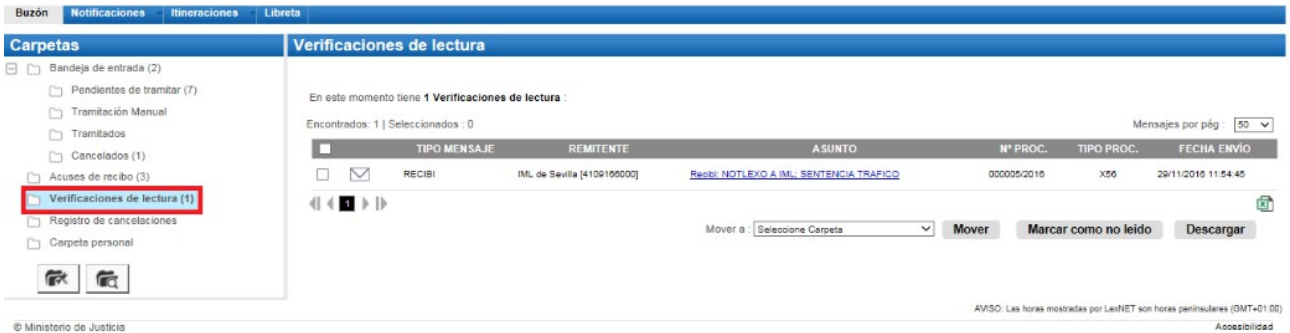 Buzón Notificaciones Itineraciones Libreta
Carpetas
Bandeja de entrada (2)
Pendientes de tramitar (7)
Tramitación Manual
Tramitados
Cancelados (1)
Acuses de recibo (3)
Verificaciones de lectura (1)
Registro de cancelaciones
Carpeta personal
Verificaciones de lectura
En este momento tiene 1 Verificaciones de lectura :
Encontrados: 1 | Seleccionados : 0
Mensajes por pág : 50
TIPO MENSAJE REMITENTE ASUNTO Nº PROC. TIPO PROC. FECHA ENVÍO
RECIBI IML de Sevilla [4109166000] Recibi: NOTLEXO A IML; SENTENCIA TRAFICO 000005/2016 X56 29/11/2016 11:54:45
1
Mover a : Seleccione Carpeta Mover Marcar como no leído Descargar
AVISO: Las horas mostradas por LexNET son horas peninsulares (GMT+01:00)
© Ministerio de Justicia Accesibilidad